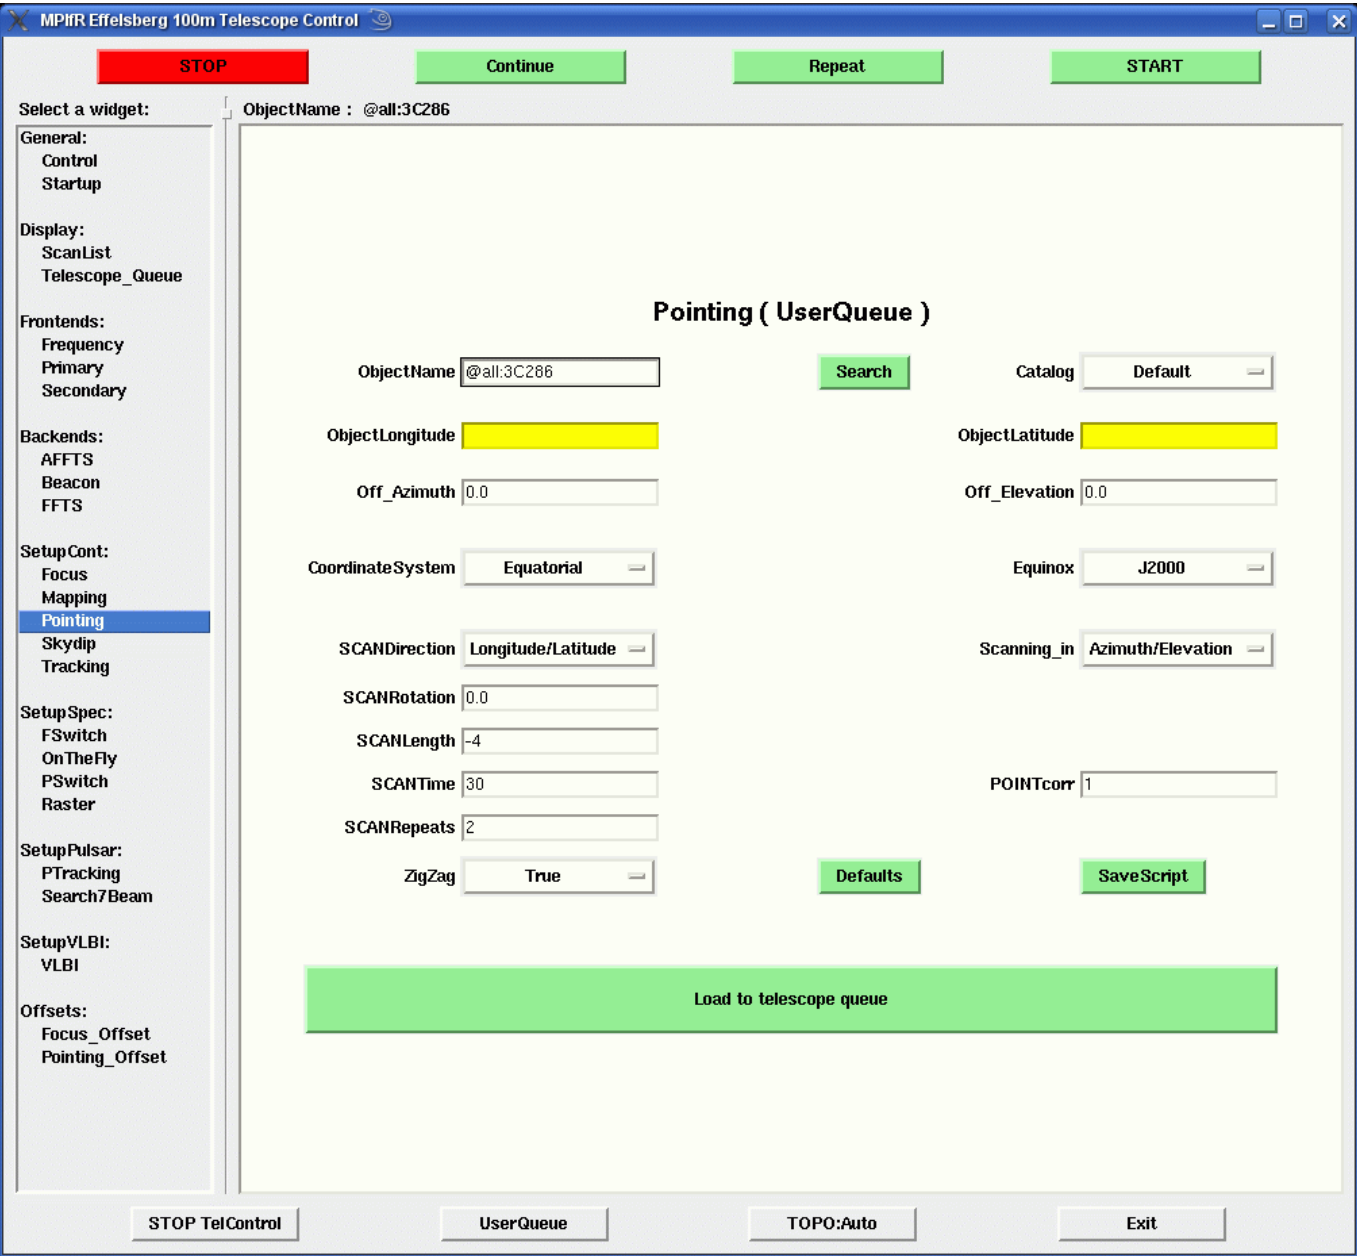 MPIfR Effelsberg 100m Telescope Control
STOP Continue Repeat START
Select a widget: ObjectName : @all:3C286
General:
Control
Startup
Display:
ScanList
Telescope_Queue
Frontends:
Frequency
Primary
Secondary
Backends:
AFFTS
Beacon
FFTS
SetupCont:
Focus
Mapping
Pointing
Skydip
Tracking
SetupSpec:
FSwitch
OnTheFly
PSwitch
Raster
SetupPulsar:
PTracking
Search7Beam
SetupVLBI:
VLBI
Offsets:
Focus_Offset
Pointing_Offset
Pointing ( UserQueue )
ObjectName @all:3C286 Search Catalog Default
ObjectLongitude ObjectLatitude
Off_Azimuth 0.0 Off_Elevation 0.0
CoordinateSystem Equatorial Equinox J2000
SCANDirection Longitude/Latitude Scanning_in Azimuth/Elevation
SCANRotation 0.0
SCANLength -4
SCANTime 30 POINTcorr 1
SCANRepeats 2
ZigZag True Defaults SaveScript
Load to telescope queue
STOP TelControl UserQueue TOPO:Auto Exit